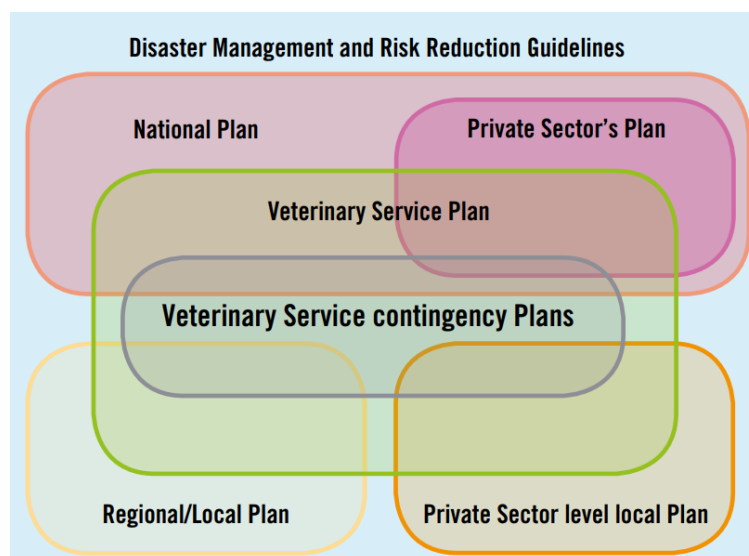 Disaster Management and Risk Reduction Guidelines
National Plan
Private Sector’s Plan
Veterinary Service Plan
Veterinary Service contingency Plans
Regional/Local Plan
Private Sector level local Plan